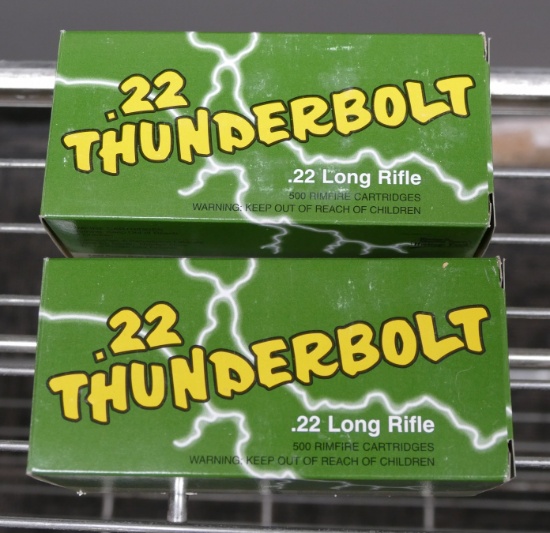 .22
THUNDERBOLT
.22 Long Rifle
500 RIMFIRE CARTRIDGES
WARNING: KEEP OUT OF REACH OF CHILDREN
.22
THUNDERBOLT
.22 Long Rifle
500 RIMFIRE CARTRIDGES
WARNING: KEEP OUT OF REACH OF CHILDREN